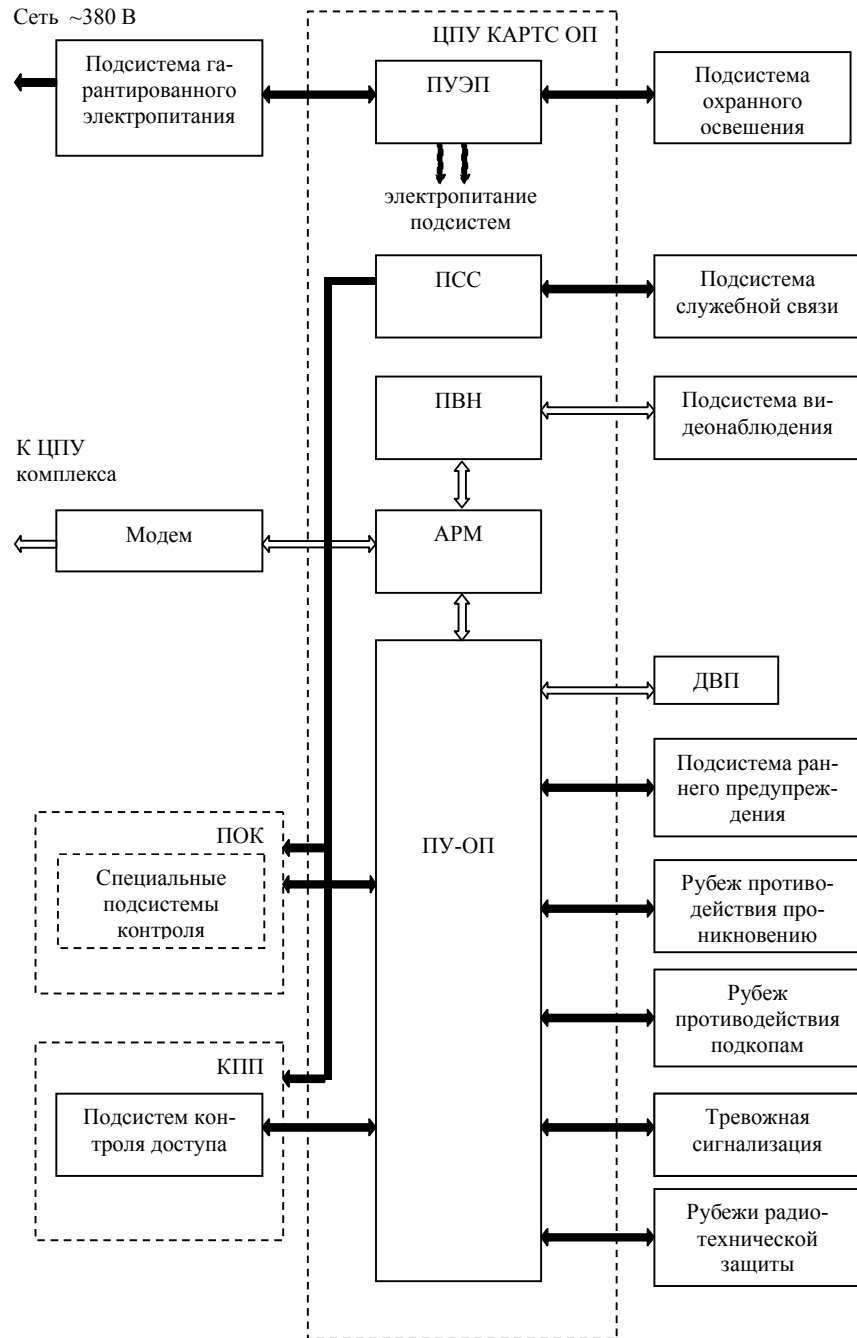 Сеть ~380 В
ЦПУ КАРТС ОП
Подсистема га-
рантированного
электропитания
ПУЭП
Подсистема
охранного
освешения
электропитание
подсистем
ПСС
Подсистема
служебной связи
ПВН
Подсистема ви-
деонаблюдения
К ЦПУ
комплекса
Модем
АРМ
ДВП
Подсистема ран-
него предупреж-
дения
ПОК
Специальные
подсистемы
контроля
ПУ-ОП
Рубеж противо-
действия про-
никновению
Рубеж
противодействия
подкопам
КПП
Подсистем кон-
троля доступа
Тревожная
сигнализация
Рубежи радио-
технической
защиты